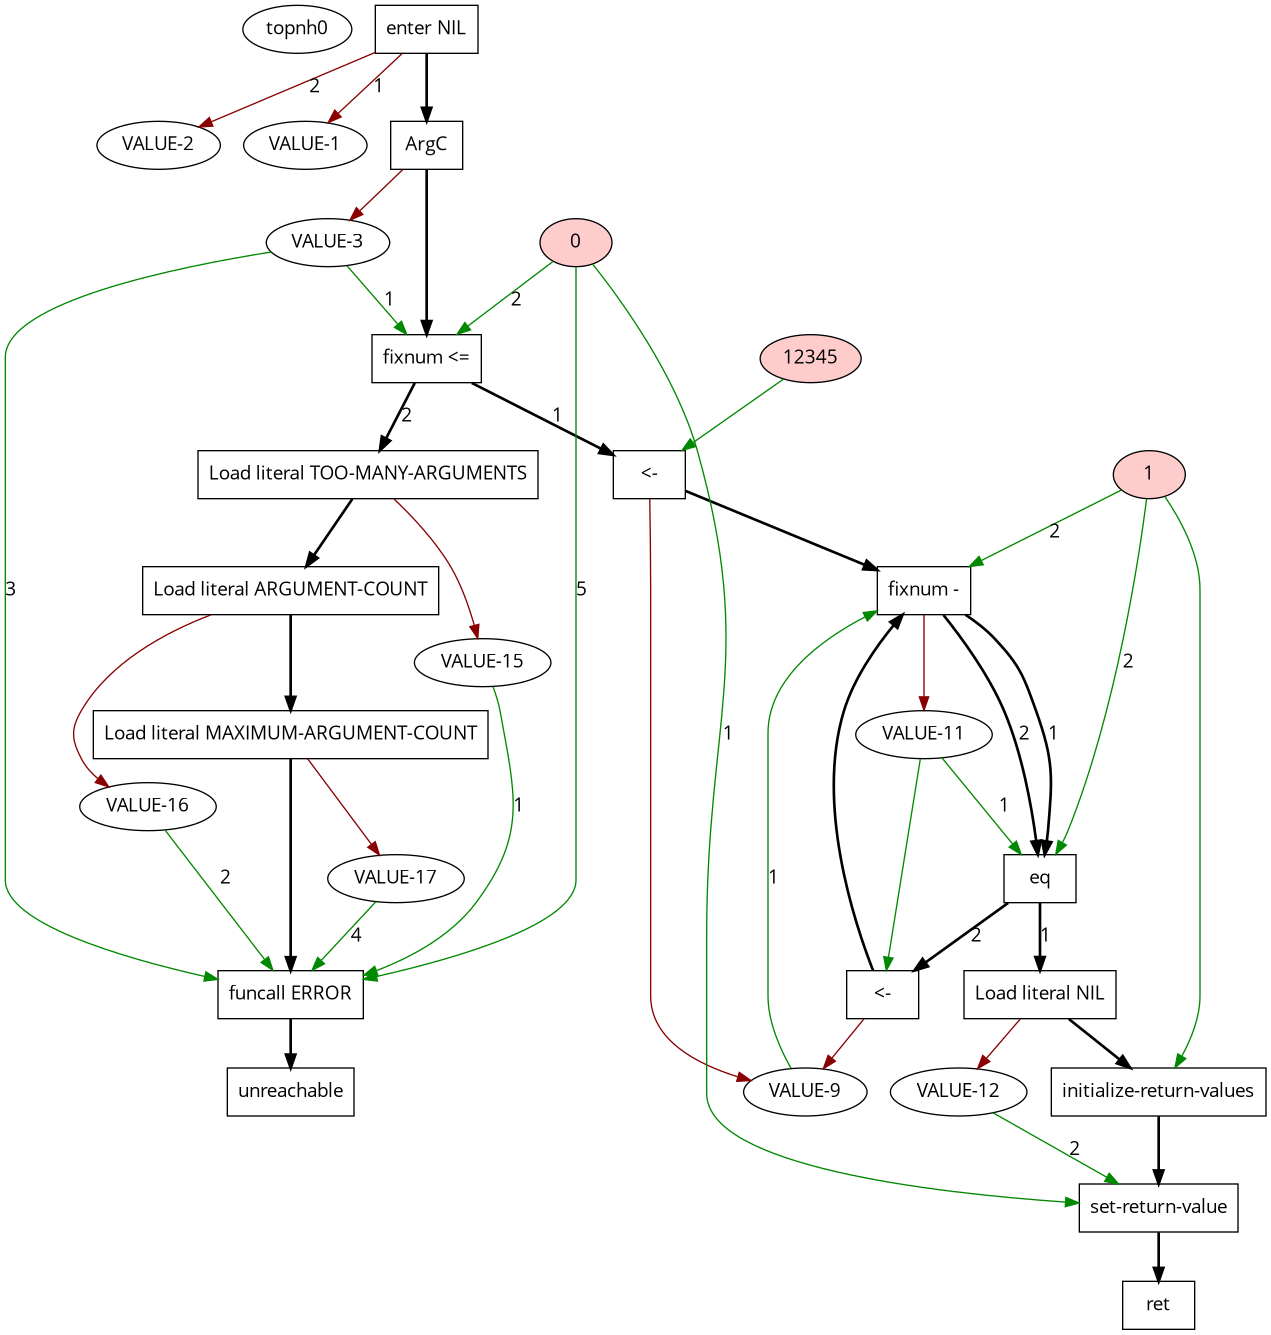 topnh0
enter NIL
2
1
VALUE-2
VALUE-1
ArgC
VALUE-3
0
1
2
fixnum <=
12345
2
1
Load literal TOO-MANY-ARGUMENTS
<-
1
2
3
Load literal ARGUMENT-COUNT
5
fixnum -
VALUE-15
2
Load literal MAXIMUM-ARGUMENT-COUNT
1
VALUE-11
2
1
VALUE-16
1
1
VALUE-17
1
2
eq
4
2
1
funcall ERROR
<-
Load literal NIL
unreachable
VALUE-9
VALUE-12
initialize-return-values
2
set-return-value
ret